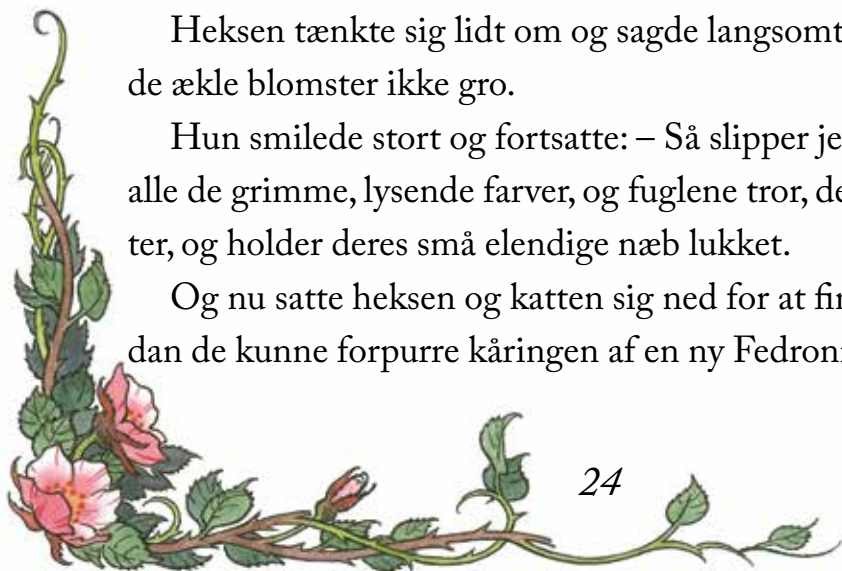 Heksen tænkte sig lidt om og sagde langsomt
de ækle blomster ikke gro.
Hun smilede stort og fortsatte: – Så slipper je
alle de grimme, lysende farver, og fuglene tror, de
ter, og holder deres små elendige næb lukket.
Og nu satte heksen og katten sig ned for at fin
dan de kunne forpurre kåringen af en ny Fedronn
24